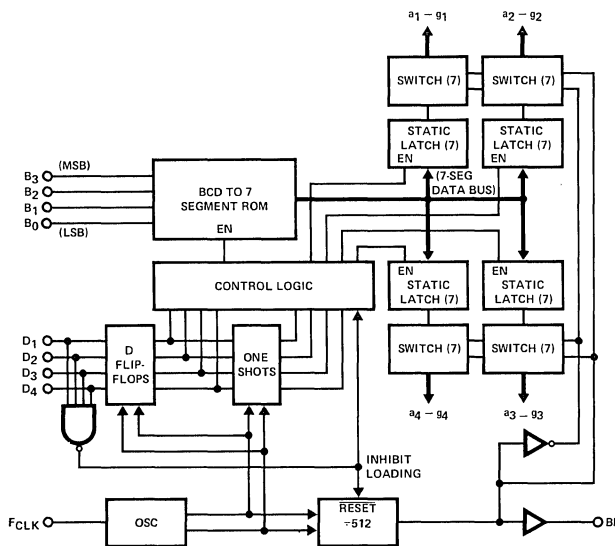 a1 – g1
a2 – g2
SWITCH (7)
SWITCH (7)
STATIC
LATCH (7)
EN
STATIC
LATCH (7)
EN
B3
(MSB)
B2
B1
B0
(LSB)
BCD TO 7
SEGMENT ROM
EN
(7-SEG
DATA BUS)
CONTROL LOGIC
EN
STATIC
LATCH (7)
EN
STATIC
LATCH (7)
D1
D2
D3
D4
D
FLIP-
FLOPS
ONE
SHOTS
SWITCH (7)
SWITCH (7)
a4 – g4
a3 – g3
INHIBIT
LOADING
FCLK
OSC
RESET
÷512